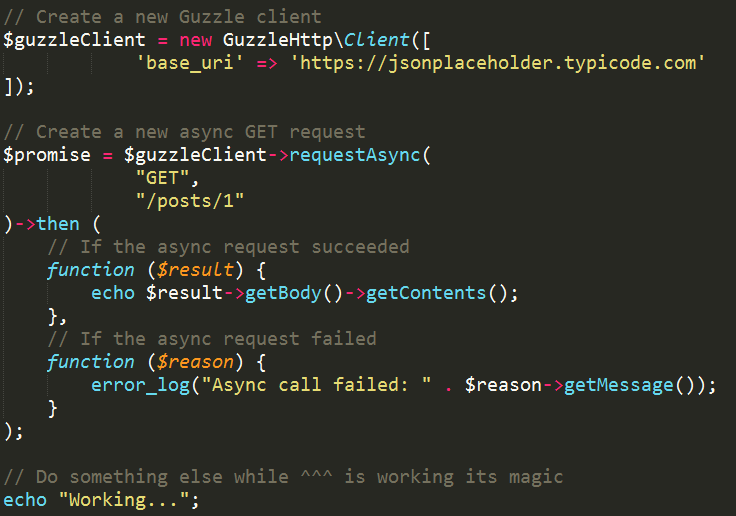 // Create a new Guzzle client
$guzzleClient = new GuzzleHttp\Client([
            'base_uri' => 'https://jsonplaceholder.typicode.com'
]);

// Create a new async GET request
$promise = $guzzleClient->requestAsync(
            "GET",
            "/posts/1"
)->then (
    // If the async request succeeded
    function ($result) {
        echo $result->getBody()->getContents();
    },
    // If the async request failed
    function ($reason) {
        error_log("Async call failed: " . $reason->getMessage());
    }
);

// Do something else while ^^^ is working its magic
echo "Working...";